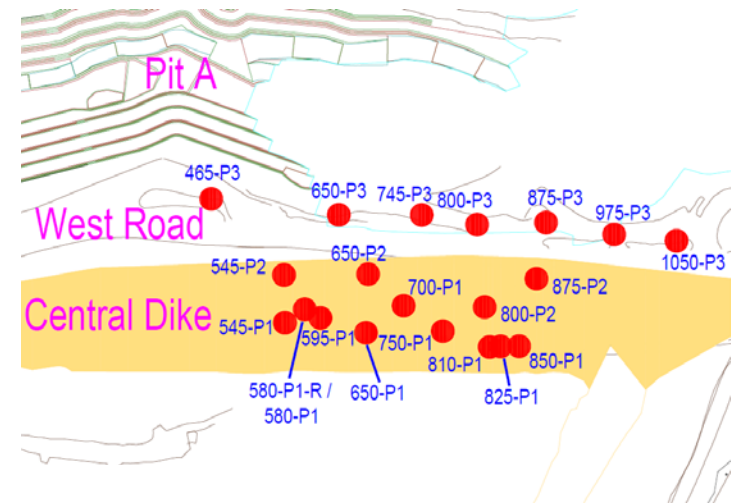 Pit A
465-P3
650-P3
745-P3
800-P3
875-P3
975-P3
West Road
1050-P3
545-P2
650-P2
875-P2
700-P1
800-P2
Central Dike
545-P1
595-P1
750-P1
810-P1
850-P1
580-P1-R /
580-P1
650-P1
825-P1